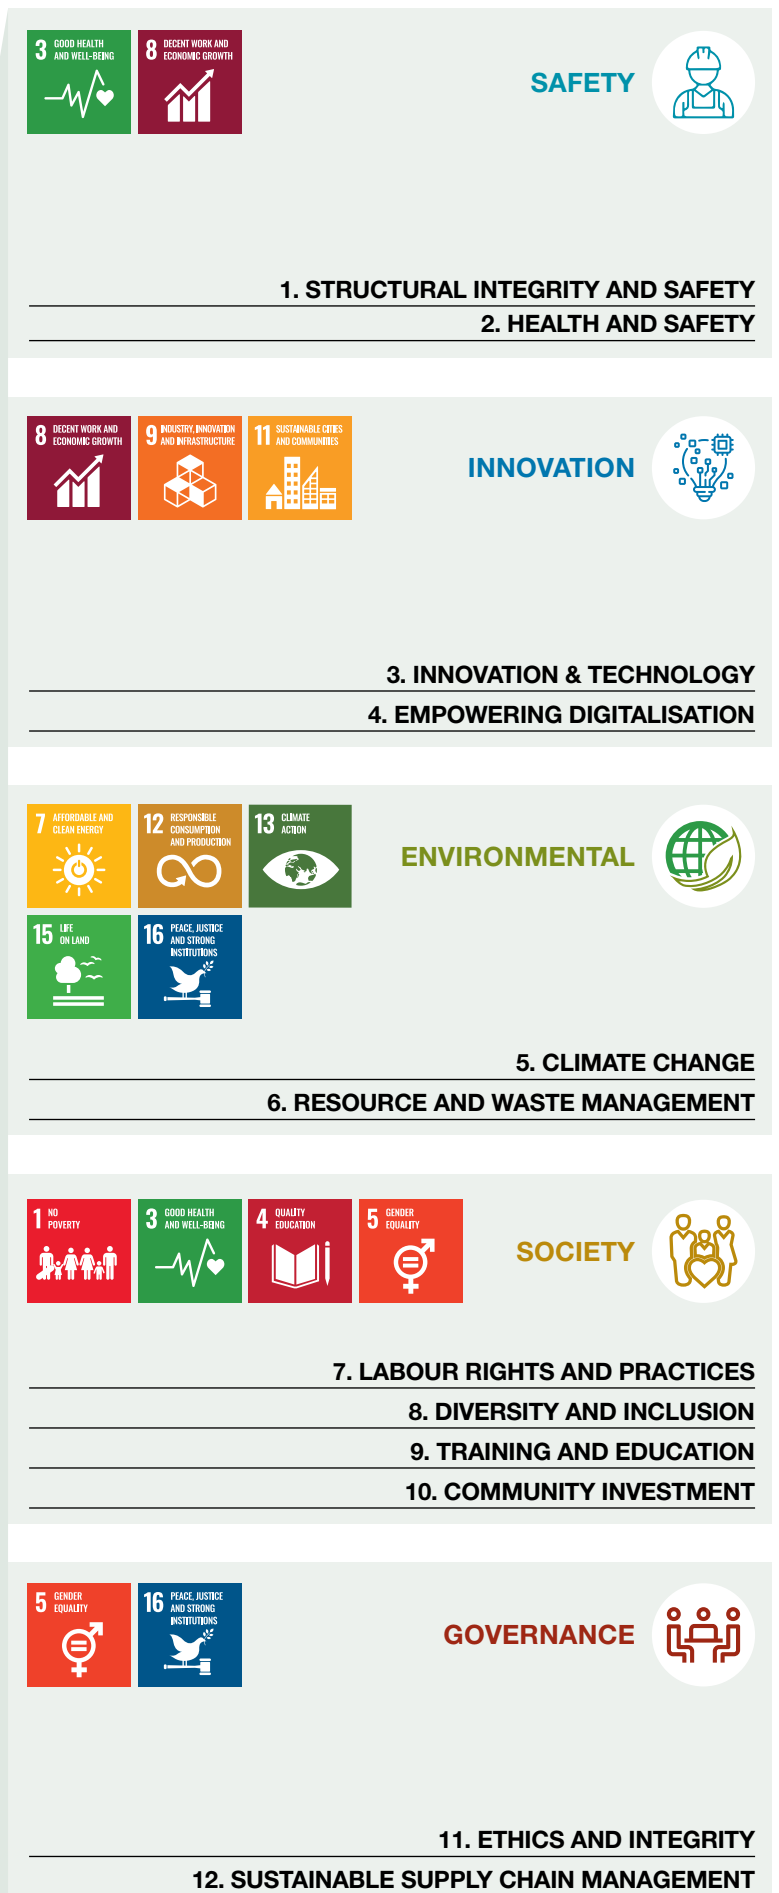 3 GOOD HEALTH
AND WELL-BEING
8 DECENT WORK AND
ECONOMIC GROWTH
SAFETY
1. STRUCTURAL INTEGRITY AND SAFETY
2. HEALTH AND SAFETY
8 DECENT WORK AND
ECONOMIC GROWTH
9 INDUSTRY, INNOVATION
AND INFRASTRUCTURE
11 SUSTAINABLE CITIES
AND COMMUNITIES
INNOVATION
3. INNOVATION & TECHNOLOGY
4. EMPOWERING DIGITALISATION
7 AFFORDABLE AND
CLEAN ENERGY
12 RESPONSIBLE
CONSUMPTION
AND PRODUCTION
13 CLIMATE
ACTION
ENVIRONMENTAL
15 LIFE
ON LAND
16 PEACE, JUSTICE
AND STRONG
INSTITUTIONS
5. CLIMATE CHANGE
6. RESOURCE AND WASTE MANAGEMENT
1 NO
POVERTY
3 GOOD HEALTH
AND WELL-BEING
4 QUALITY
EDUCATION
5 GENDER
EQUALITY
SOCIETY
7. LABOUR RIGHTS AND PRACTICES
8. DIVERSITY AND INCLUSION
9. TRAINING AND EDUCATION
10. COMMUNITY INVESTMENT
5 GENDER
EQUALITY
16 PEACE, JUSTICE
AND STRONG
INSTITUTIONS
GOVERNANCE
11. ETHICS AND INTEGRITY
12. SUSTAINABLE SUPPLY CHAIN MANAGEMENT